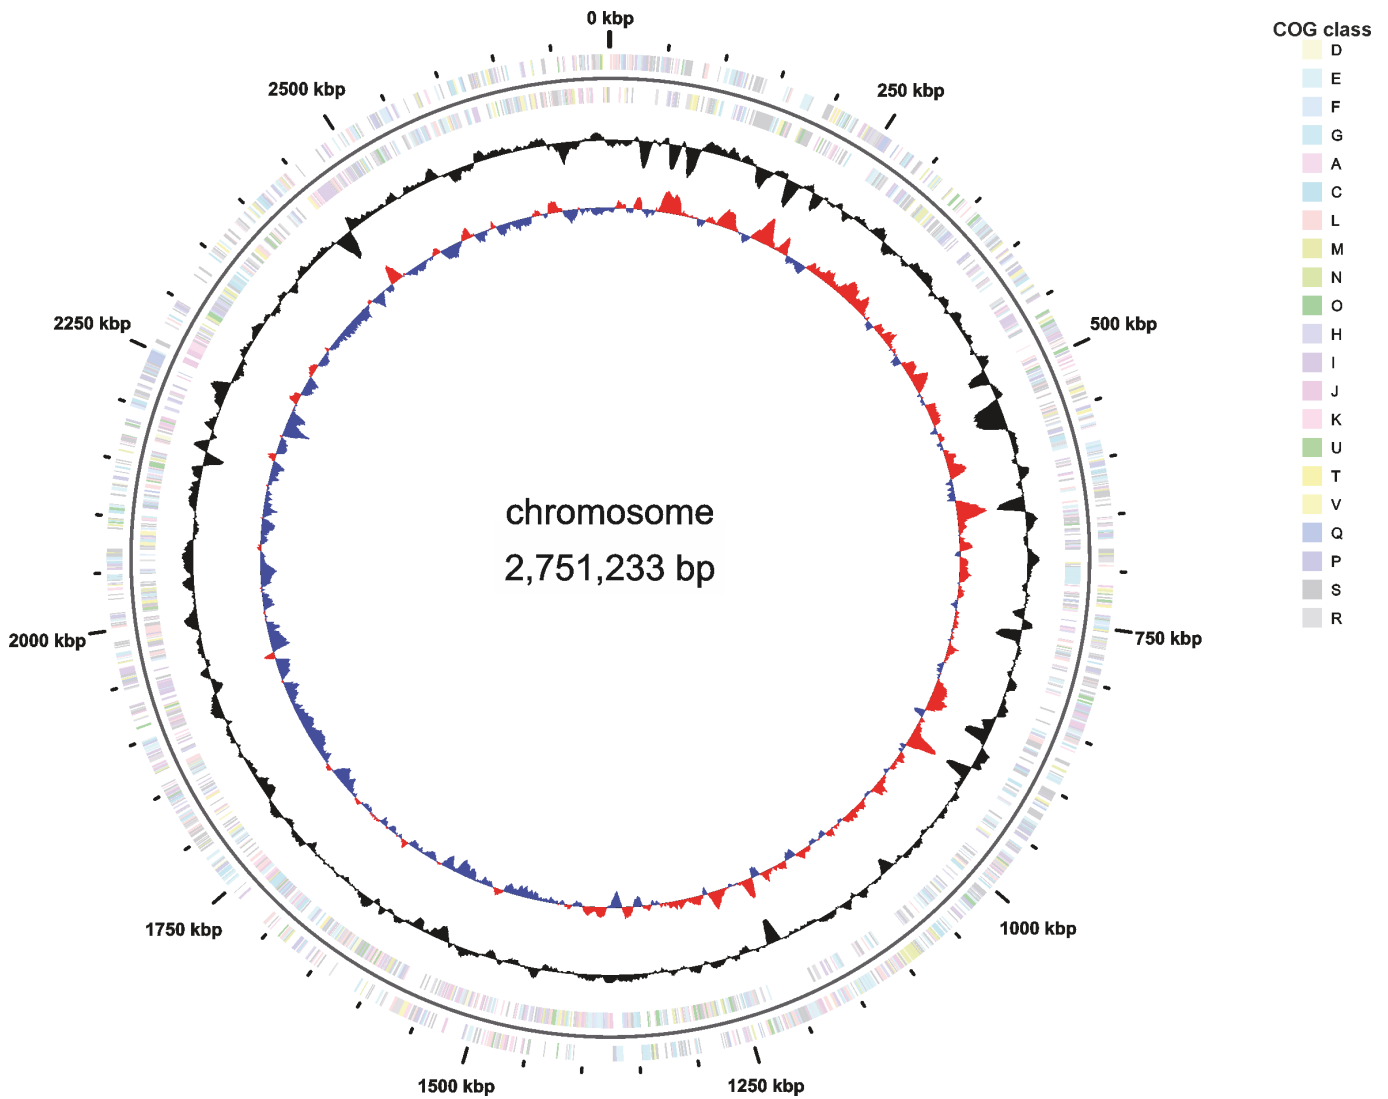 0 kbp
250 kbp
500 kbp
750 kbp
1000 kbp
1250 kbp
1500 kbp
1750 kbp
2000 kbp
2250 kbp
2500 kbp
chromosome
2,751,233 bp
COG class
D
E
F
G
A
C
L
M
N
O
H
I
J
K
U
T
V
Q
P
S
R